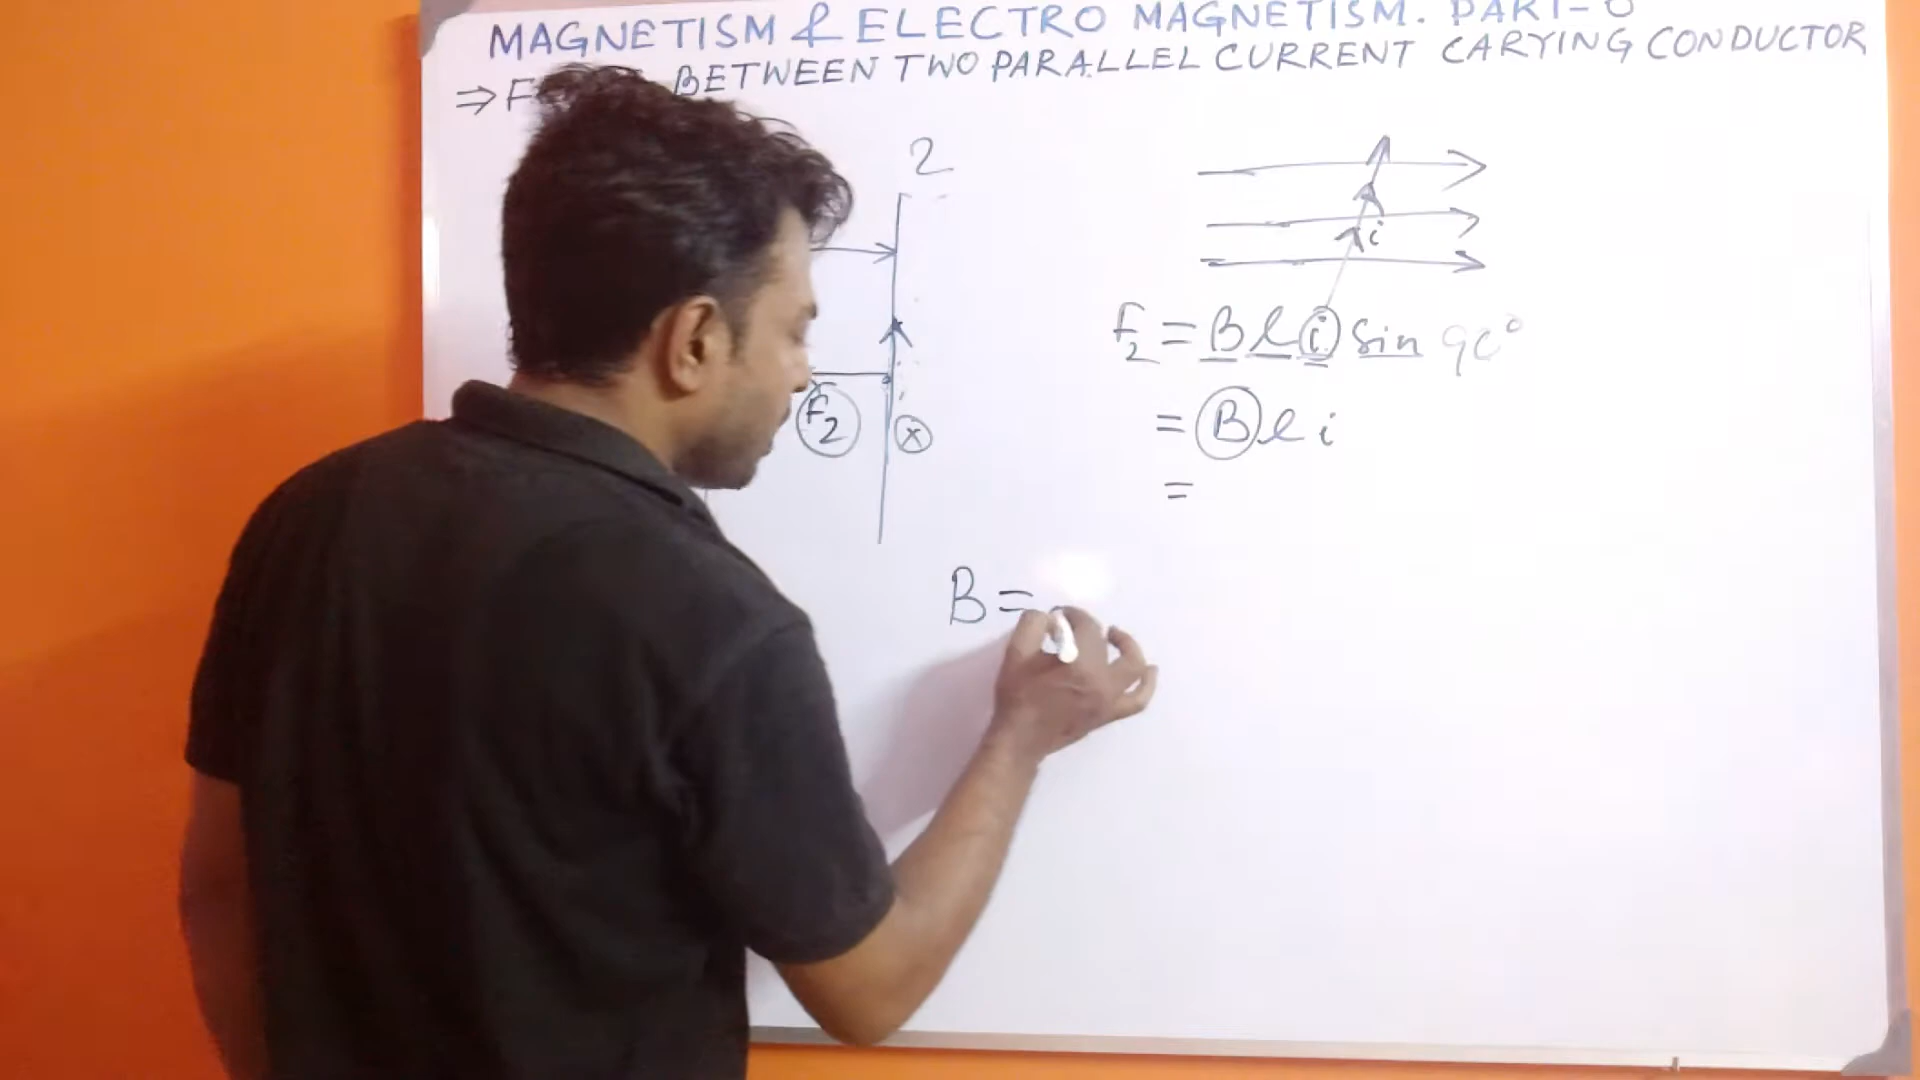 MAGNETISM & ELECTRO MAGNETISM. PART-
⇒ BETWEEN TWO PARALLEL CURRENT CARYING CONDUCTOR
2
i
F₂ = B l i sin 90°
= B l i
=
F₂
x
B =